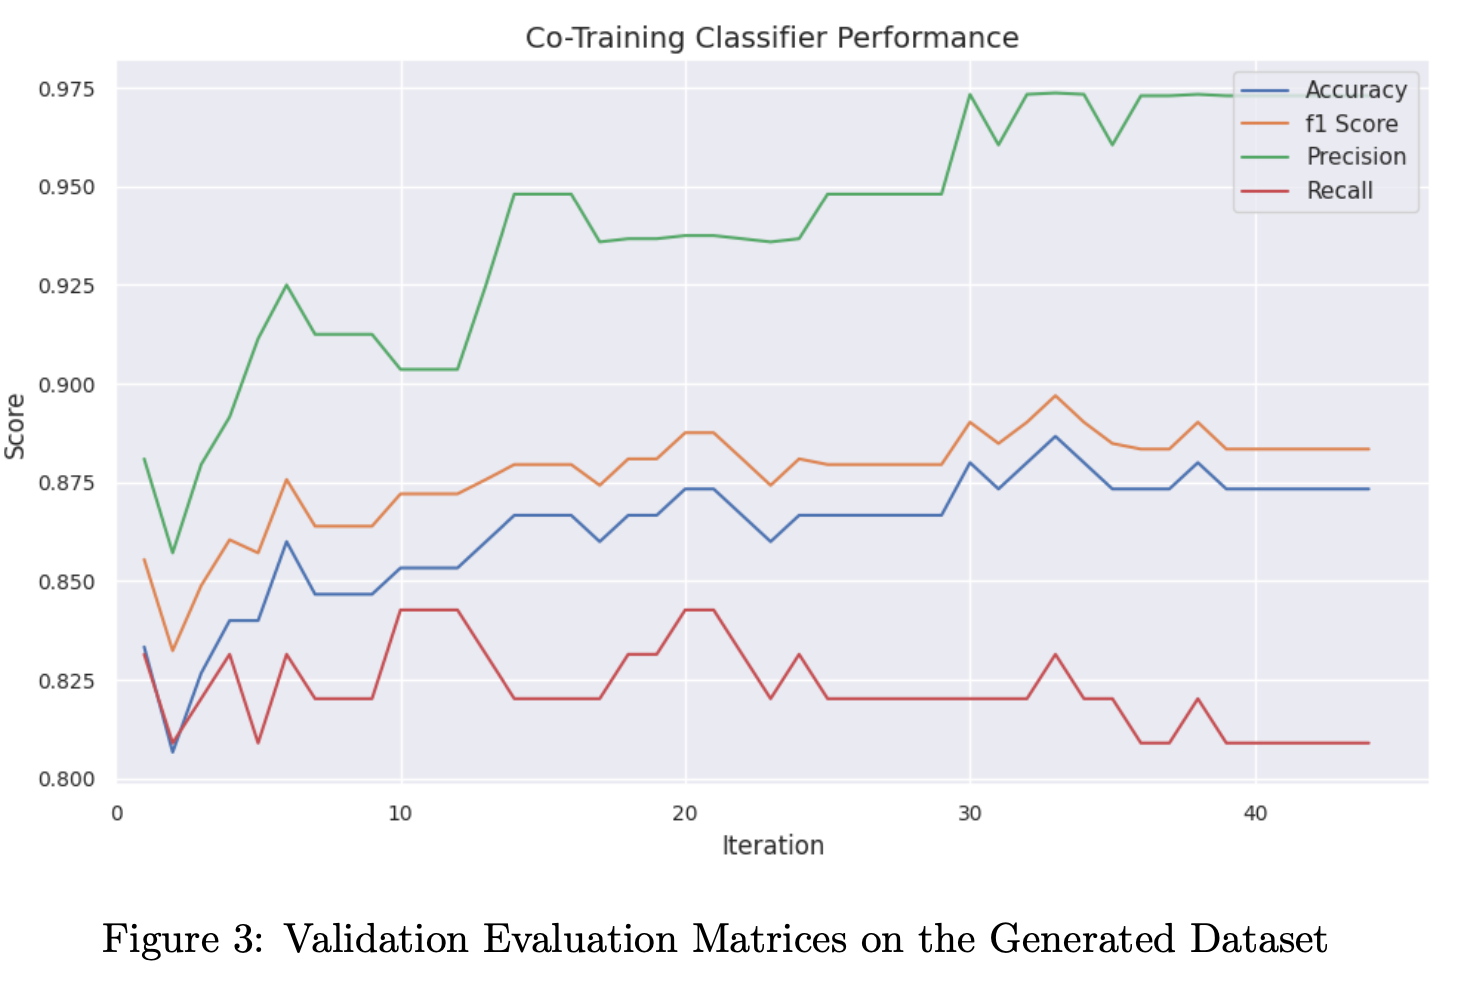 Co-Training Classifier Performance
0.975
0.950
0.925
0.900
0.875
0.850
0.825
0.800
Score
0 10 20 30 40
Iteration
Accuracy
f1 Score
Precision
Recall
Figure 3: Validation Evaluation Matrices on the Generated Dataset